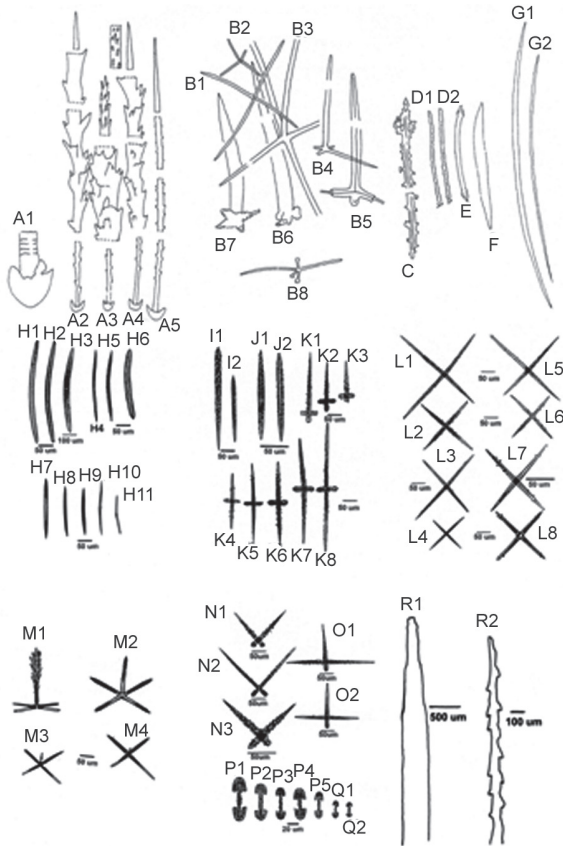 G1
G2
B2 B3
B1
D1 D2
B4
A1
B5
E
F
B7 B6
C
B8
A2 A3 A4 A5
H1 H2 H3 H5 H6
H4
50 um 100 um 50 um
I1 J1 J2 K1 K2 K3
I2
50 um 50 um 50 um
L1 L5
50 um 50 um
L2 L6
L3 L7
50 um 50 um
L4 L8
50 um
H7 H8 H9 H10
H11
50 um
K4 K5 K6 K7 K8
50 um
M1 M2
M3 M4
50 um
N1 O1
50um
N2
50um 50um
O2
N3
50um 50um
P1 P2 P3 P4 P5 Q1
Q2
20 um
R1 R2
500 um 100 um